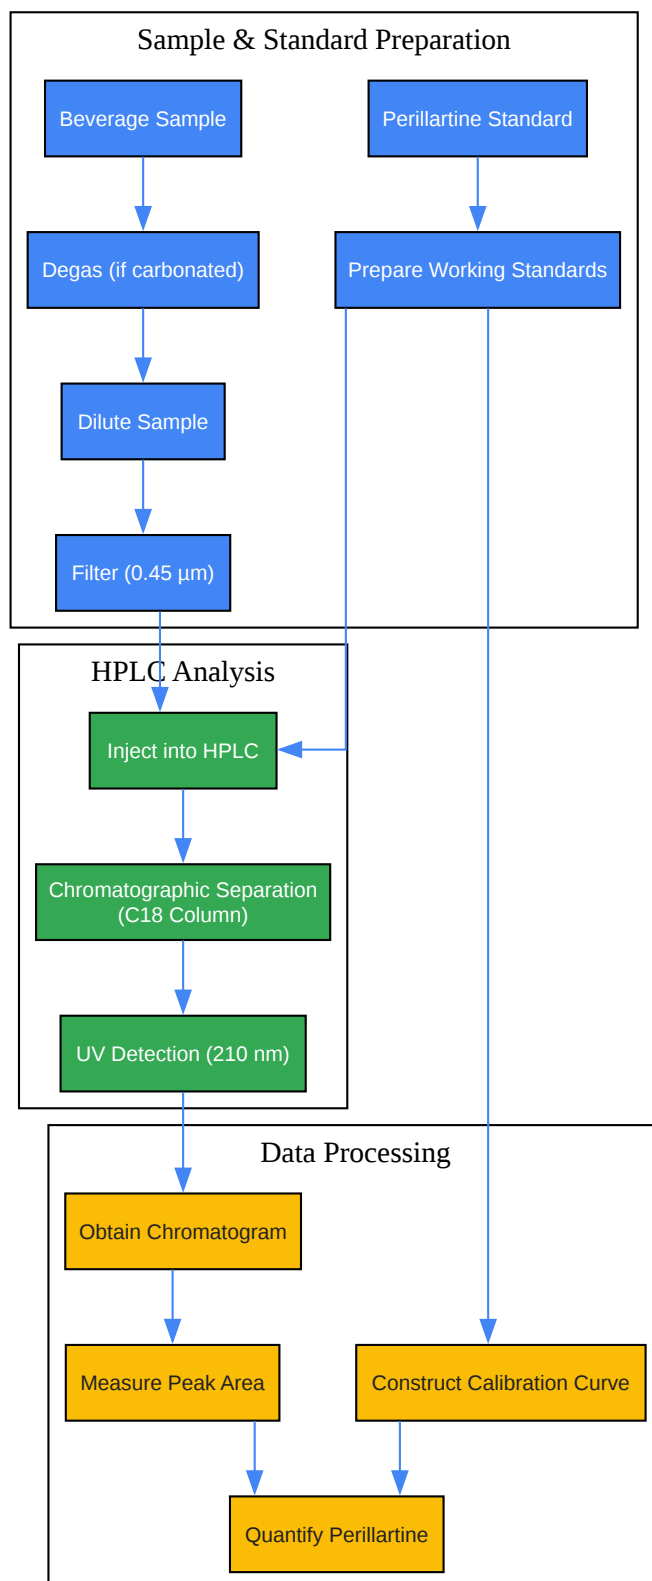 Sample & Standard Preparation
Beverage Sample
Perillartine Standard
Degas (if carbonated)
Prepare Working Standards
Dilute Sample
Filter (0.45 µm)
HPLC Analysis
Inject into HPLC
Chromatographic Separation
(C18 Column)
UV Detection (210 nm)
Data Processing
Obtain Chromatogram
Measure Peak Area
Construct Calibration Curve
Quantify Perillartine